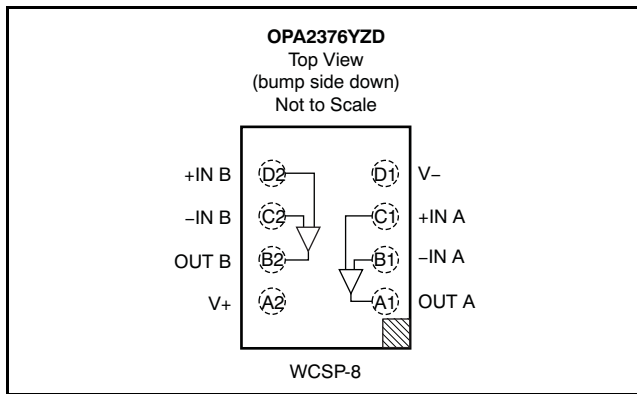 OPA2376YZD
Top View
(bump side down)
Not to Scale
+IN B D2 D1 V−
−IN B C2 C1 +IN A
OUT B B2 B1 −IN A
V+ A2 A1 OUT A
WCSP-8